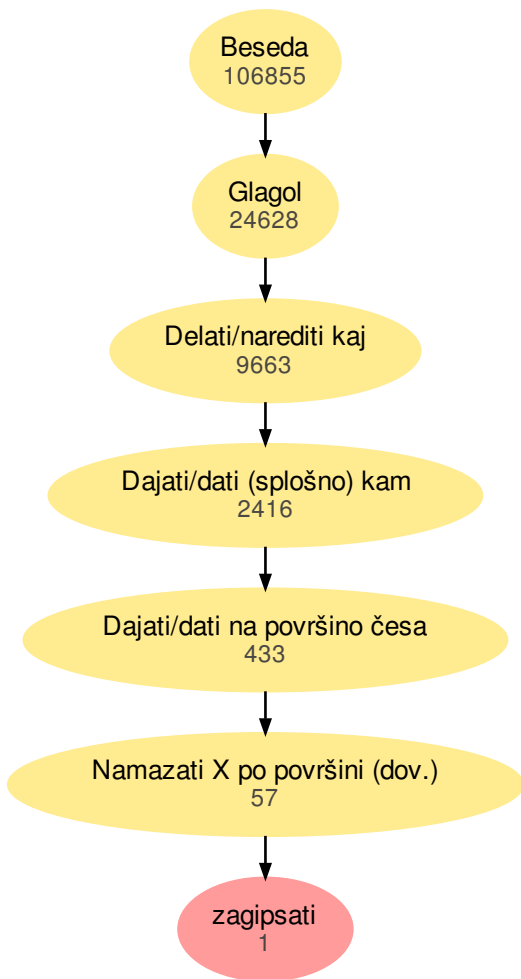 Beseda
106855
Glagol
24628
Delati/narediti kaj
9663
Dajati/dati (splošno) kam
2416
Dajati/dati na površino česa
433
Namazati X po površini (dov.)
57
zagipsati
1